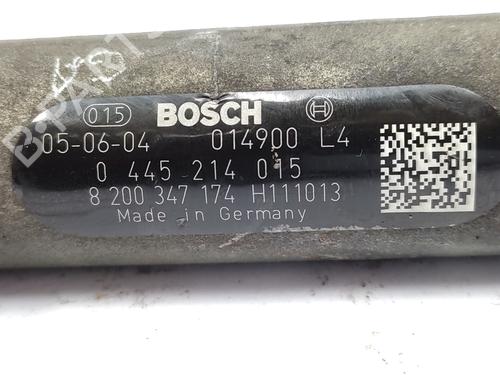 015 BOSCH
05-06-04 014900 L4
0 445 214 015
8 200 347 174 H111013
Made in Germany
B-PARTS